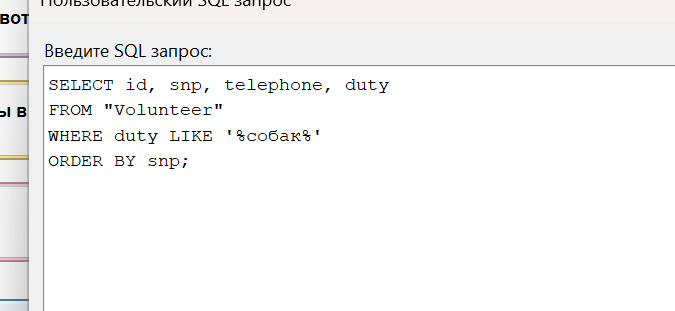 Пользовательский SQL запрос
вот
Введите SQL запрос:
SELECT id, snp, telephone, duty
FROM "Volunteer"
ы в
WHERE duty LIKE '%собак%'
ORDER BY snp;